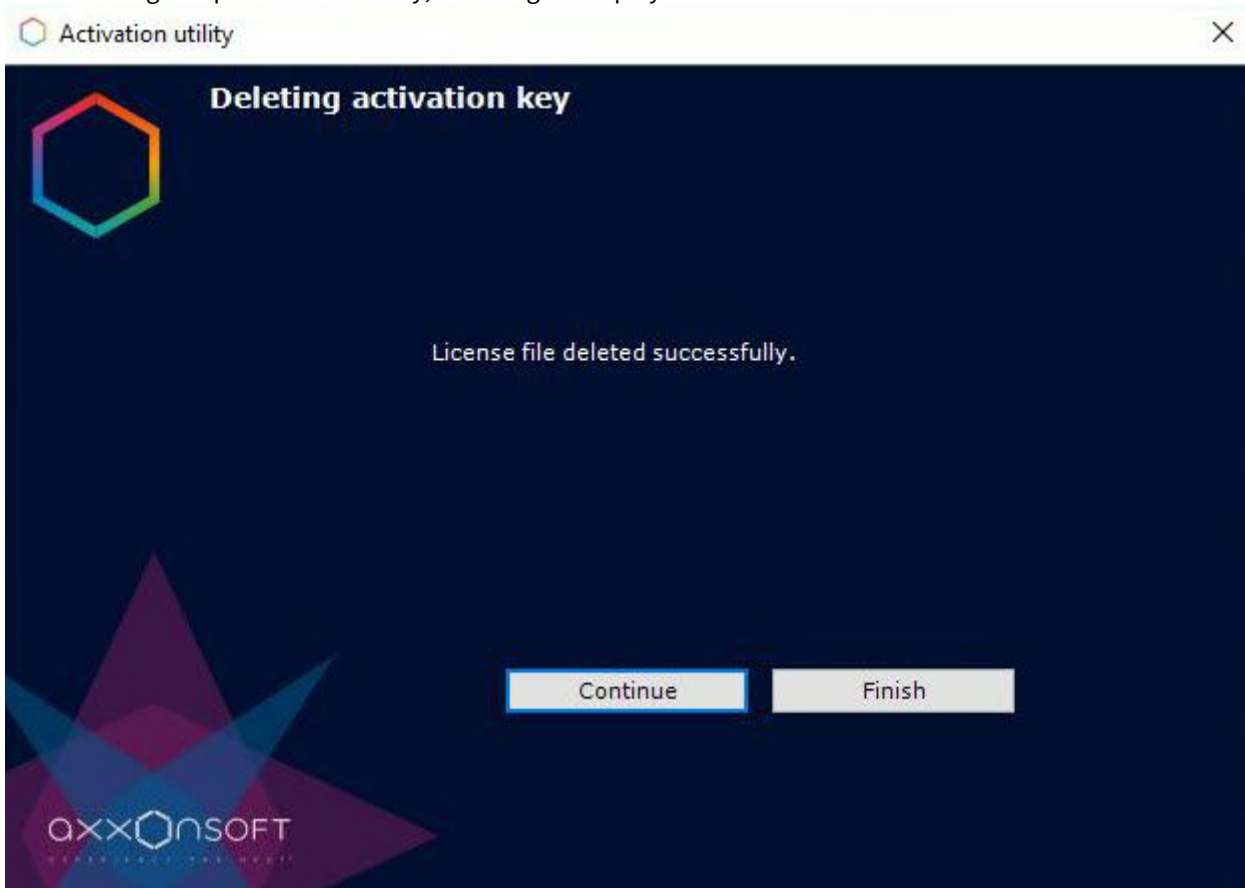 Activation utility
Deleting activation key
License file deleted successfully.
Continue
Finish
axxonsoft